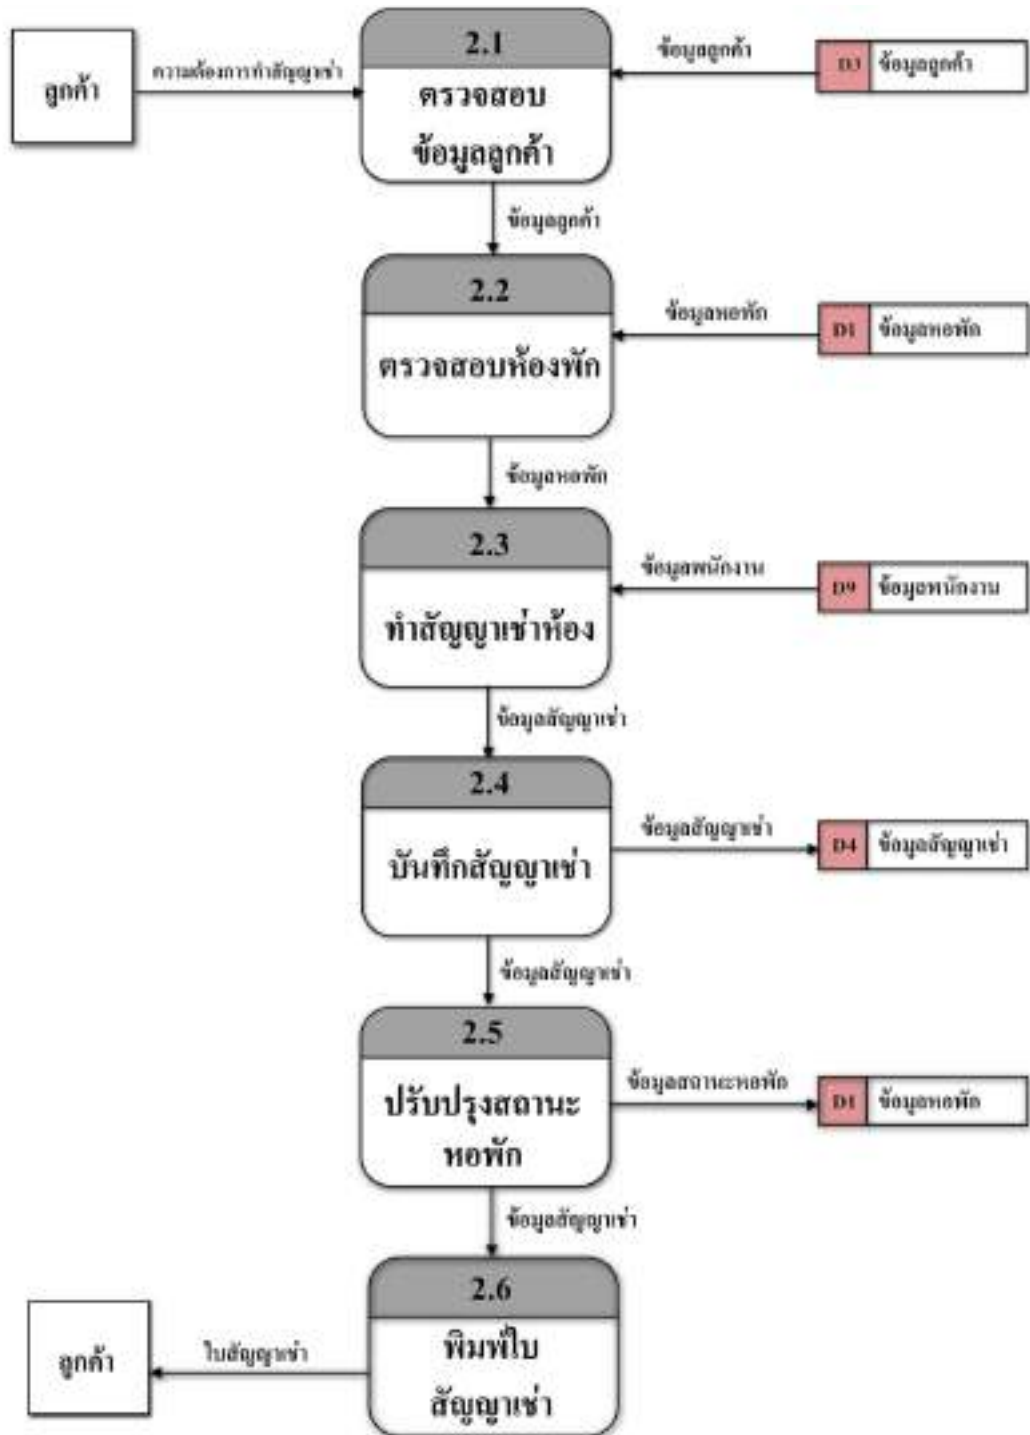 2.1
ลูกค้า
ความต้องการทำสัญญาเช่า
ตรวจสอบ
ข้อมูลลูกค้า
ข้อมูลลูกค้า
D3 ข้อมูลลูกค้า
ข้อมูลลูกค้า
2.2
ตรวจสอบห้องพัก
ข้อมูลหอพัก
D1 ข้อมูลหอพัก
ข้อมูลหอพัก
2.3
ทำสัญญาเช่าห้อง
ข้อมูลพนักงาน
D9 ข้อมูลพนักงาน
ข้อมูลสัญญาเช่า
2.4
บันทึกสัญญาเช่า
ข้อมูลสัญญาเช่า
D4 ข้อมูลสัญญาเช่า
ข้อมูลสัญญาเช่า
2.5
ปรับปรุงสถานะ
หอพัก
ข้อมูลสถานะหอพัก
D1 ข้อมูลหอพัก
ข้อมูลสัญญาเช่า
2.6
พิมพ์ใบ
สัญญาเช่า
ใบสัญญาเช่า
ลูกค้า